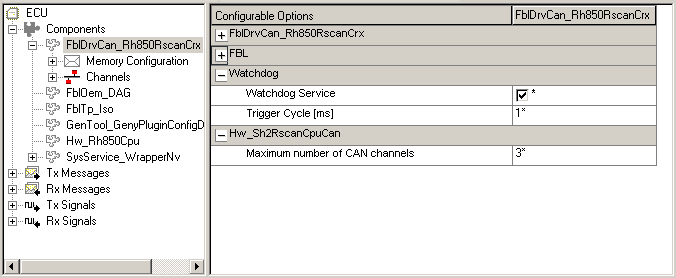 ECU
Components
FblDrvCan_Rh850RscanCrx
Memory Configuration
Channels
FblOem_DAG
FblTp_Iso
GenTool_GenyPluginConfigD
Hw_Rh850Cpu
SysService_WrapperNv
Tx Messages
Rx Messages
Tx Signals
Rx Signals
Configurable Options FblDrvCan_Rh850RscanCrx
FblDrvCan_Rh850RscanCrx
FBL
Watchdog
Watchdog Service *
Trigger Cycle [ms] 1*
Hw_Sh2RscanCpuCan
Maximum number of CAN channels 3*